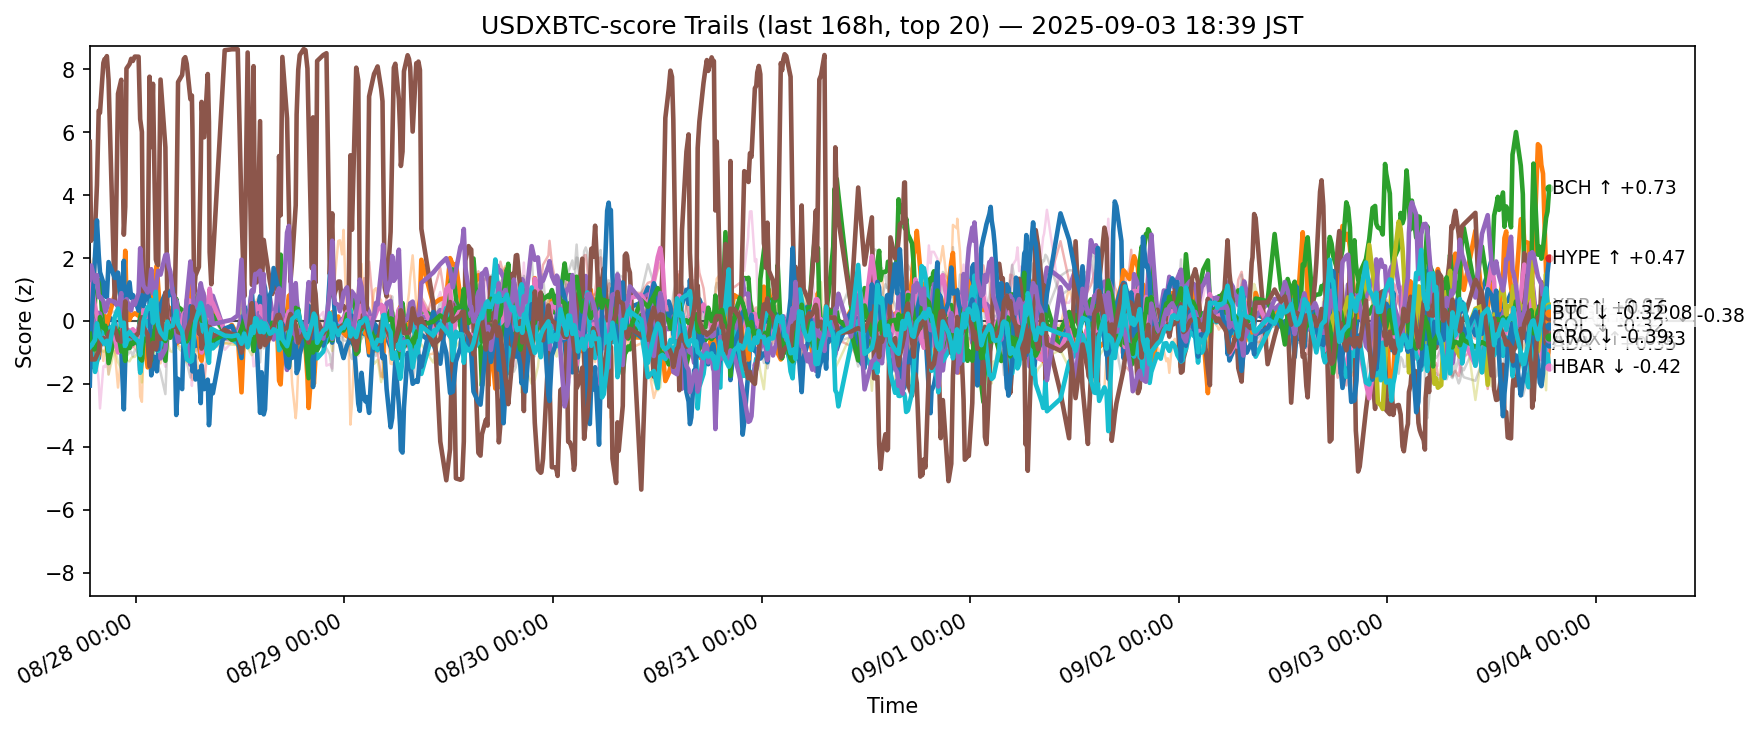 USDXBTC-score Trails (last 168h, top 20) — 2025-09-03 18:39 JST
Score (z)
8
6
4
2
0
−2
−4
−6
−8
BCH ↑ +0.73
HYPE ↑ +0.47
BTC ↓ -0.32
-0.38
CRO ↓ -0.39
HBAR ↓ -0.42
08/28 00:00
08/29 00:00
08/30 00:00
08/31 00:00
09/01 00:00
09/02 00:00
09/03 00:00
09/04 00:00
Time